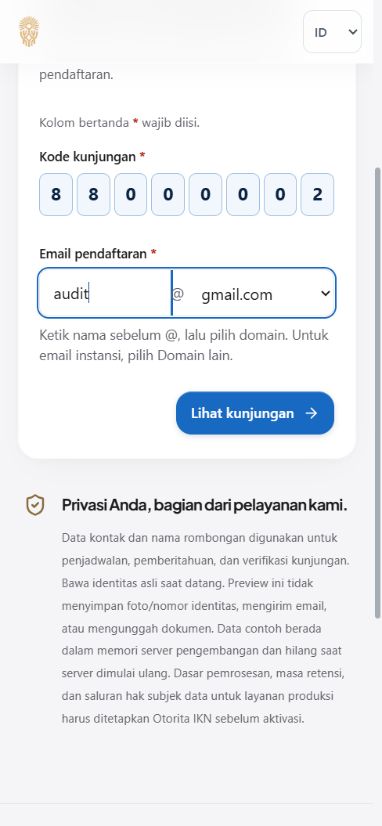 ID
pendaftaran.
Kolom bertanda * wajib diisi.
Kode kunjungan *
8 8 0 0 0 0 0 2
Email pendaftaran *
audit @ gmail.com
Ketik nama sebelum @, lalu pilih domain. Untuk
email instansi, pilih Domain lain.
Lihat kunjungan →
Privasi Anda, bagian dari pelayanan kami.
Data kontak dan nama rombongan digunakan untuk
penjadwalan, pemberitahuan, dan verifikasi kunjungan.
Bawa identitas asli saat datang. Preview ini tidak
menyimpan foto/nomor identitas, mengirim email,
atau mengunggah dokumen. Data contoh berada
dalam memori server pengembangan dan hilang saat
server dimulai ulang. Dasar pemrosesan, masa retensi,
dan saluran hak subjek data untuk layanan produksi
harus ditetapkan Otorita IKN sebelum aktivasi.